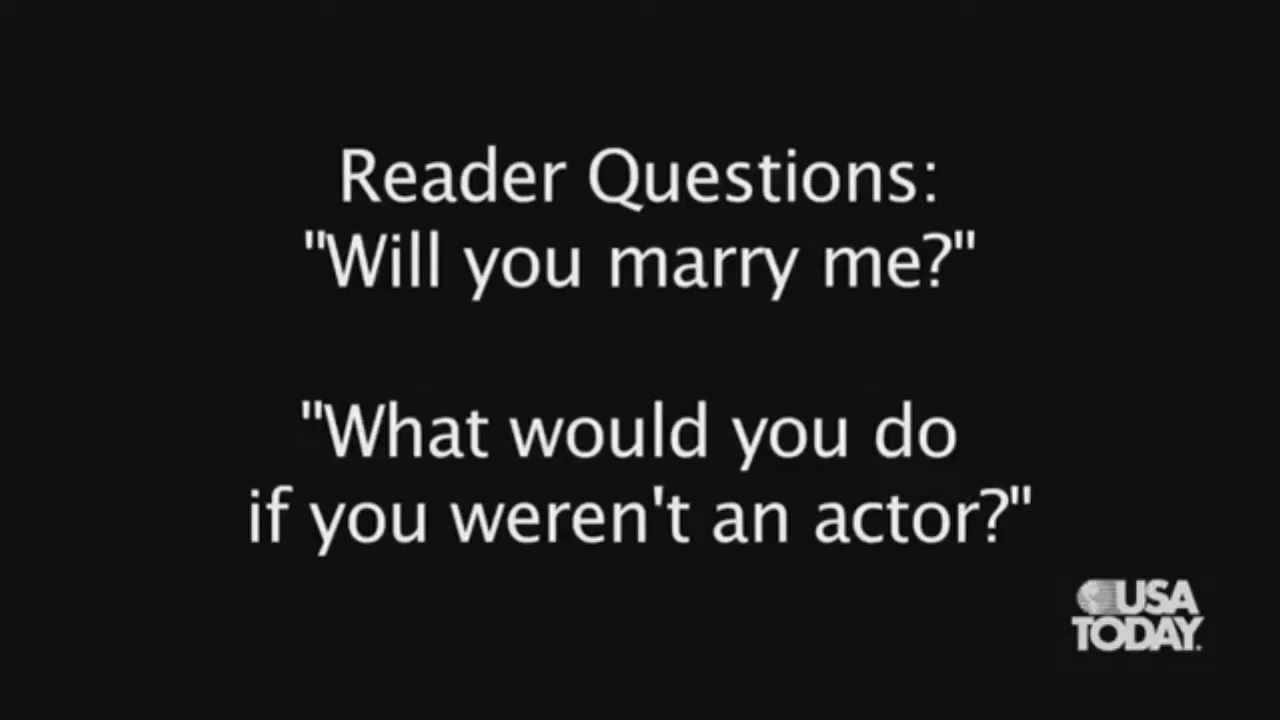 Reader Questions:
"Will you marry me?"
"What would you do
if you weren't an actor?"
USA
TODAY.